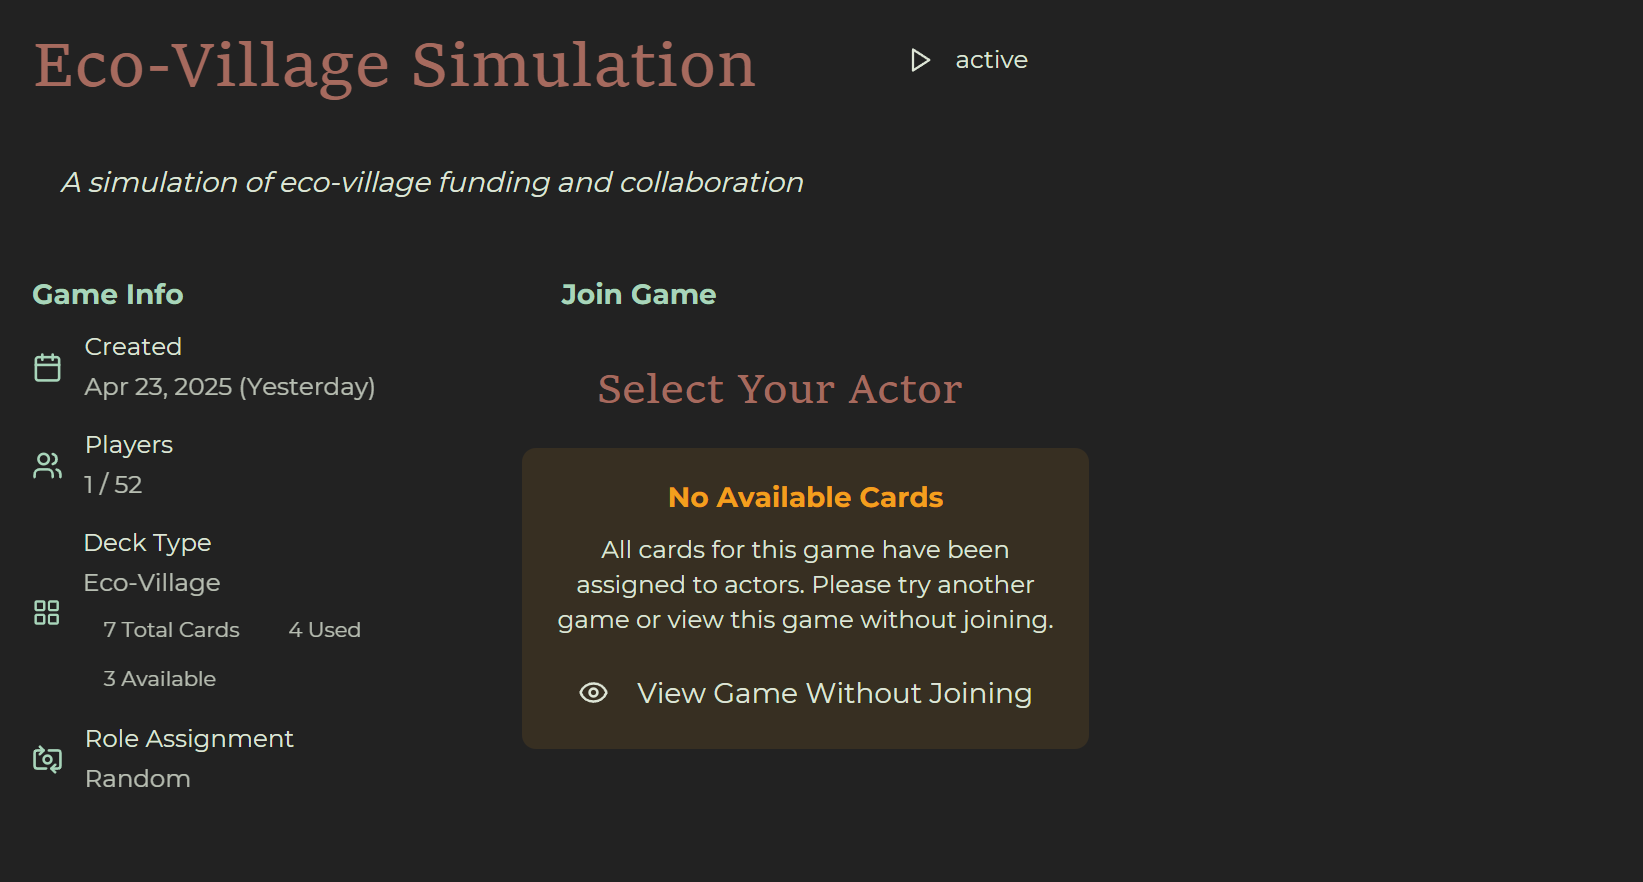 Eco-Village Simulation
active
A simulation of eco-village funding and collaboration
Game Info
Created
Apr 23, 2025 (Yesterday)
Players
1 / 52
Deck Type
Eco-Village
7 Total Cards
4 Used
3 Available
Role Assignment
Random
Join Game
Select Your Actor
No Available Cards
All cards for this game have been
assigned to actors. Please try another
game or view this game without joining.
View Game Without Joining